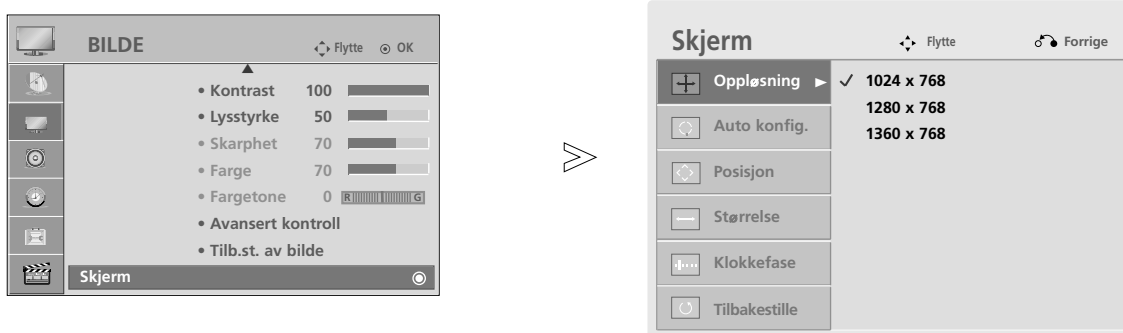 BILDE
Flytte
OK
• Kontrast 100
• Lysstyrke 50
• Skarphet 70
• Farge 70
• Fargetone 0 R G
• Avansert kontroll
• Tilb.st. av bilde
Skjerm
Skjerm
Flytte
Forrige
Oppløsning ► ✓ 1024 x 768
1280 x 768
1360 x 768
Auto konfig.
Posisjon
Størrelse
Klokkefase
Tilbakestille